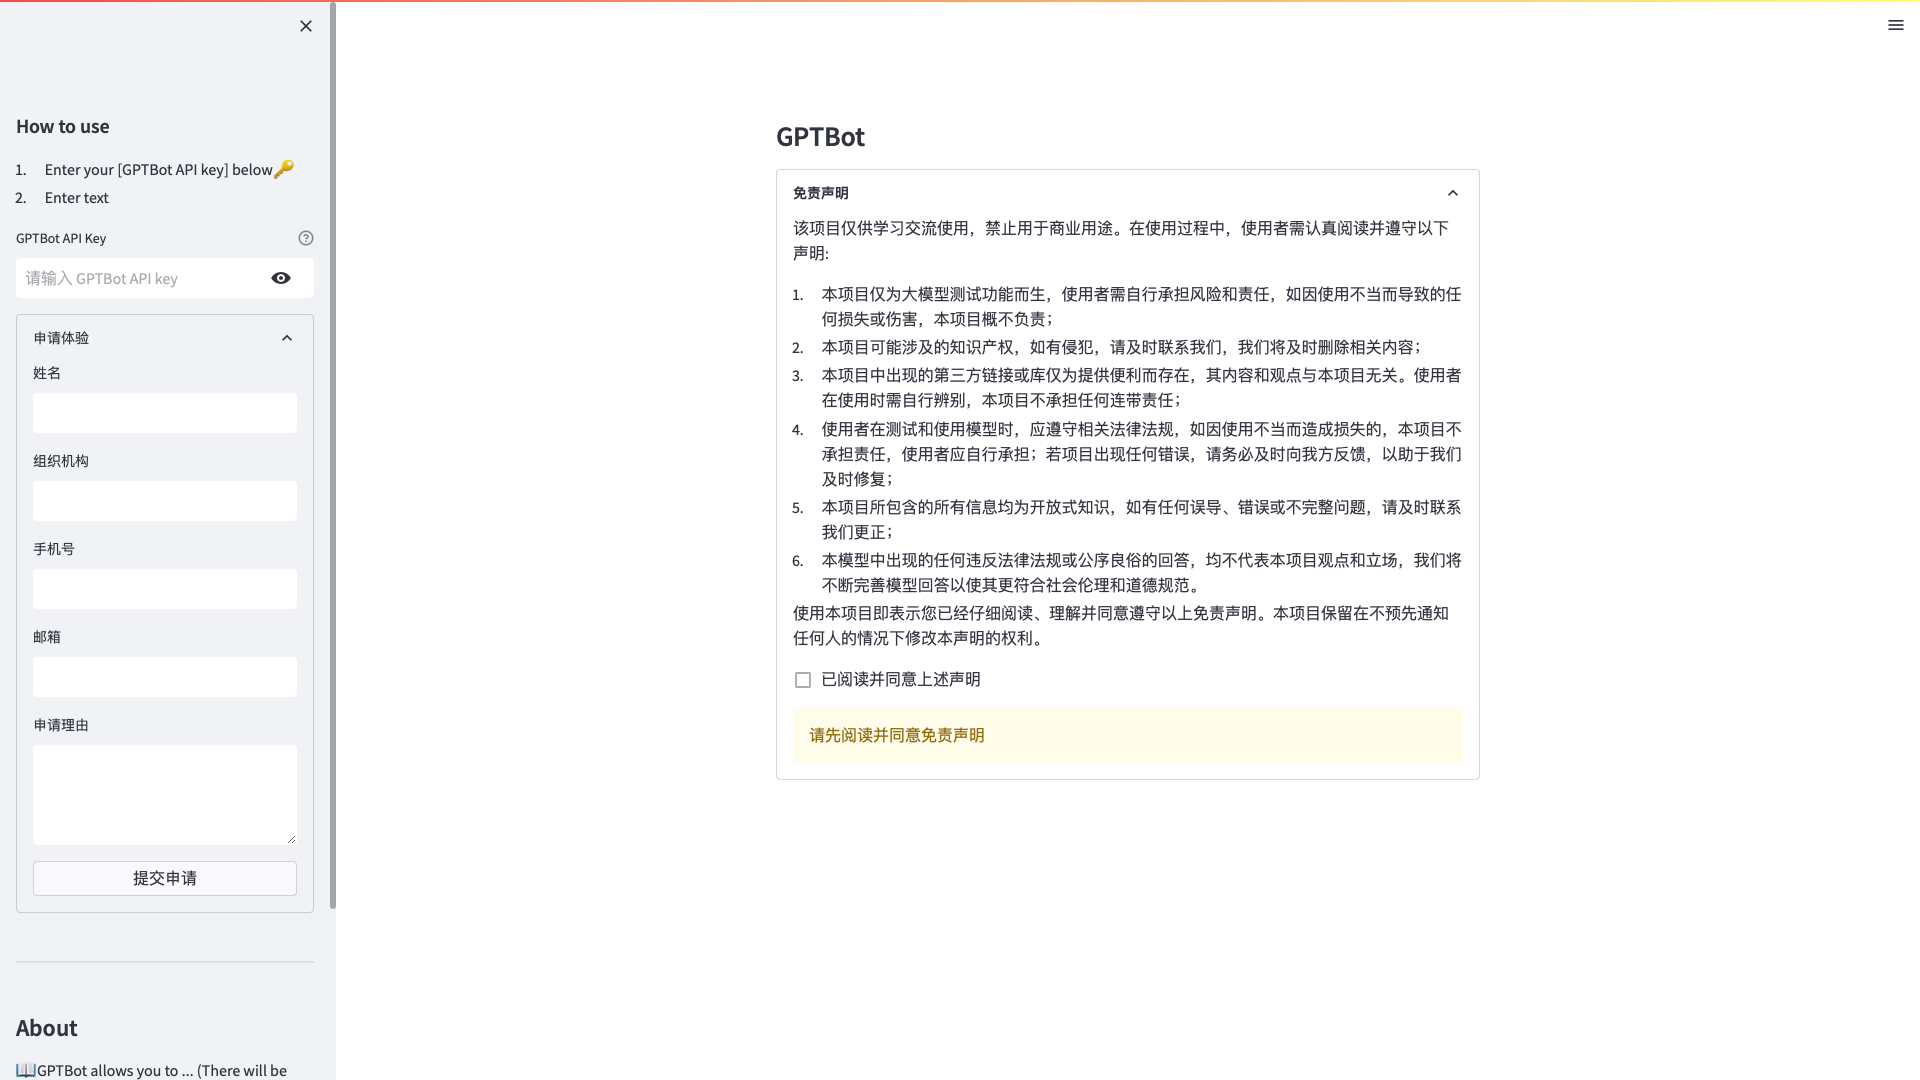 How to use
1. Enter your [GPTBot API key] below🔑
2. Enter text
GPTBot API Key
请输入 GPTBot API key
申请体验
姓名
组织机构
手机号
邮箱
申请理由
提交申请
About
📖GPTBot allows you to ... (There will be
GPTBot
免责声明
该项目仅供学习交流使用，禁止用于商业用途。在使用过程中，使用者需认真阅读并遵守以下
声明:
1. 本项目仅为大模型测试功能而生，使用者需自行承担风险和责任，如因使用不当而导致的任
何损失或伤害，本项目概不负责；
2. 本项目可能涉及的知识产权，如有侵犯，请及时联系我们，我们将及时删除相关内容；
3. 本项目中出现的第三方链接或库仅为提供便利而存在，其内容和观点与本项目无关。使用者
在使用时需自行辨别，本项目不承担任何连带责任；
4. 使用者在测试和使用模型时，应遵守相关法律法规，如因使用不当而造成损失的，本项目不
承担责任，使用者应自行承担；若项目出现任何错误，请务必及时向我方反馈，以助于我们
及时修复；
5. 本项目所包含的所有信息均为开放式知识，如有任何误导、错误或不完整问题，请及时联系
我们更正；
6. 本模型中出现的任何违反法律法规或公序良俗的回答，均不代表本项目观点和立场，我们将
不断完善模型回答以使其更符合社会伦理和道德规范。
使用本项目即表示您已经仔细阅读、理解并同意遵守以上免责声明。本项目保留在不预先通知
任何人的情况下修改本声明的权利。
已阅读并同意上述声明
请先阅读并同意免责声明